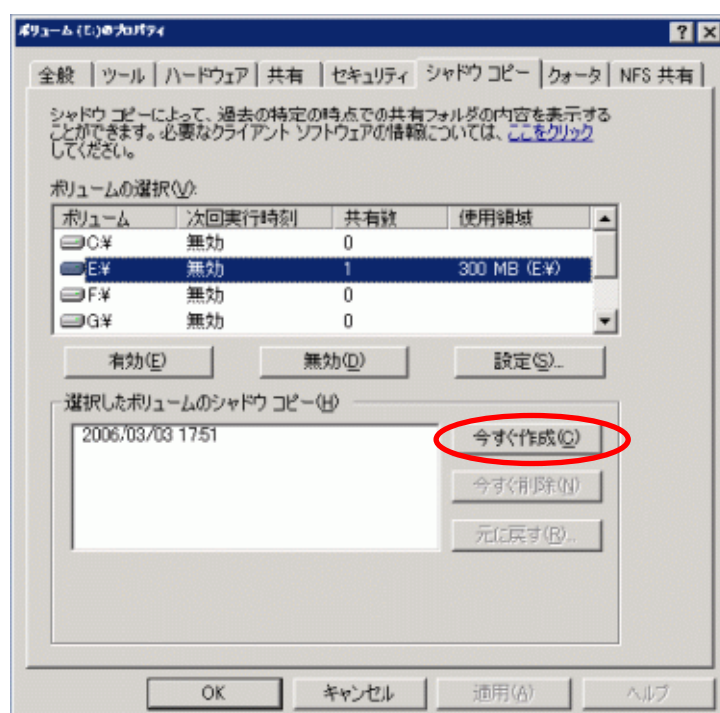 ボリューム (E:)のプロパティ
全般 ツール ハードウェア 共有 セキュリティ シャドウ コピー クォータ NFS 共有
シャドウ コピーによって、過去の特定の時点での共有フォルダの内容を表示する
ことができます。必要なクライアント ソフトウェアの情報については、ここをクリック
してください。
ボリュームの選択(V):
ボリューム 次回実行時刻 共有数 使用領域
C:¥ 無効 0
E:¥ 無効 1 300 MB (E:¥)
F:¥ 無効 0
G:¥ 無効 0
有効(E) 無効(D) 設定(S)...
選択したボリュームのシャドウ コピー(H)
2006/03/03 17:51
今すぐ作成(C)
今すぐ削除(N)
元に戻す(R)...
OK キャンセル 適用(A) ヘルプ